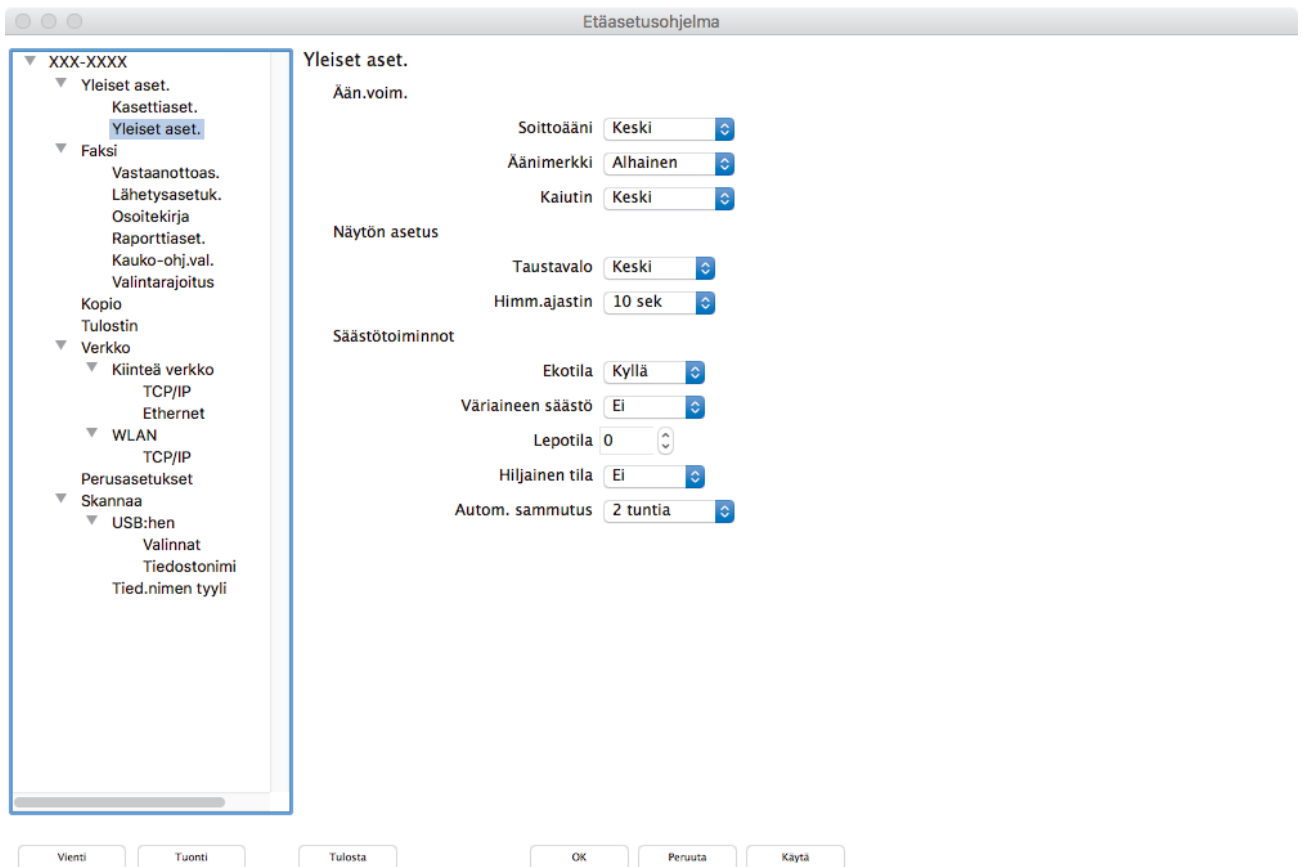 Etäasetusohjelma
XXX-XXXX
Yleiset aset.
Kasettiaset.
Yleiset aset.
Faksi
Vastaanottoas.
Lähetysasetuk.
Osoitekirja
Raporttiaset.
Kauko-ohj.val.
Valintarajoitus
Kopio
Tulostin
Verkko
Kiinteä verkko
TCP/IP
Ethernet
WLAN
TCP/IP
Perusasetukset
Skannaa
USB:hen
Valinnat
Tiedostonimi
Tied.nimen tyyli
Yleiset aset.
Ään.voim.
Soittoääni Keski
Äänimerkki Alhainen
Kaiutin Keski
Näytön asetus
Taustavalo Keski
Himm.ajastin 10 sek
Säästötoiminnot
Ekotila Kyllä
Väriaineen säästö Ei
Lepotila 0
Hiljainen tila Ei
Autom. sammutus 2 tuntia
Vienti Tuonti Tulosta OK Peruuta Käytä